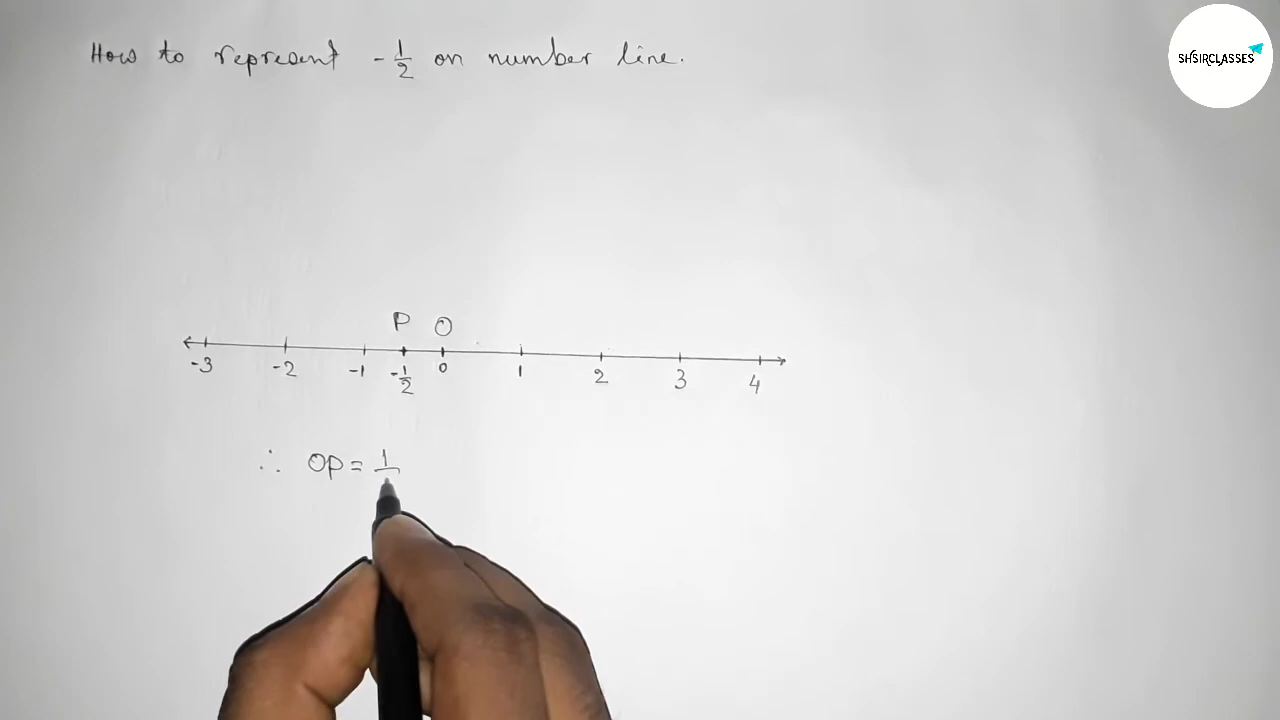 How to represent -1/2 on number line.
SHSIRCLASSES
P O
-3 -2 -1 -1/2 0 1 2 3 4
∴ OP = 1/